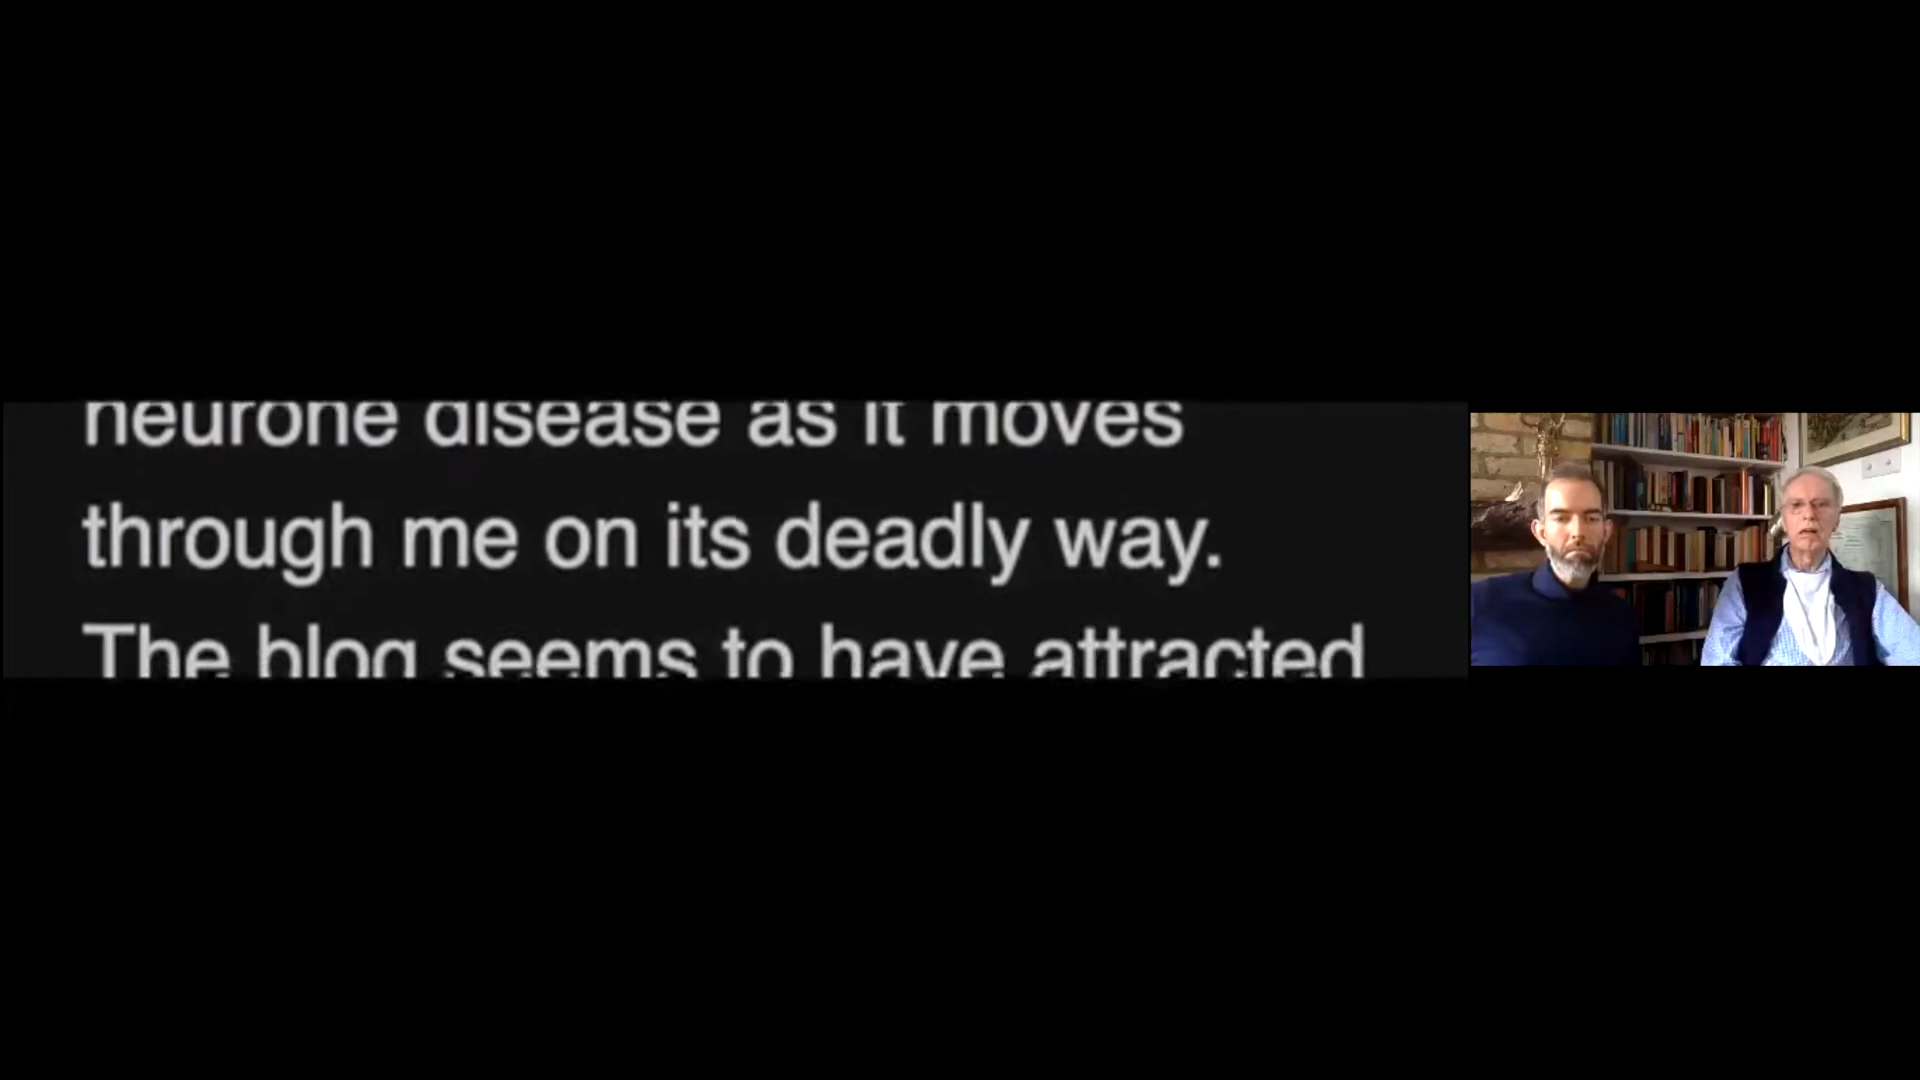 neurone disease as it moves
through me on its deadly way.
The blog seems to have attracted